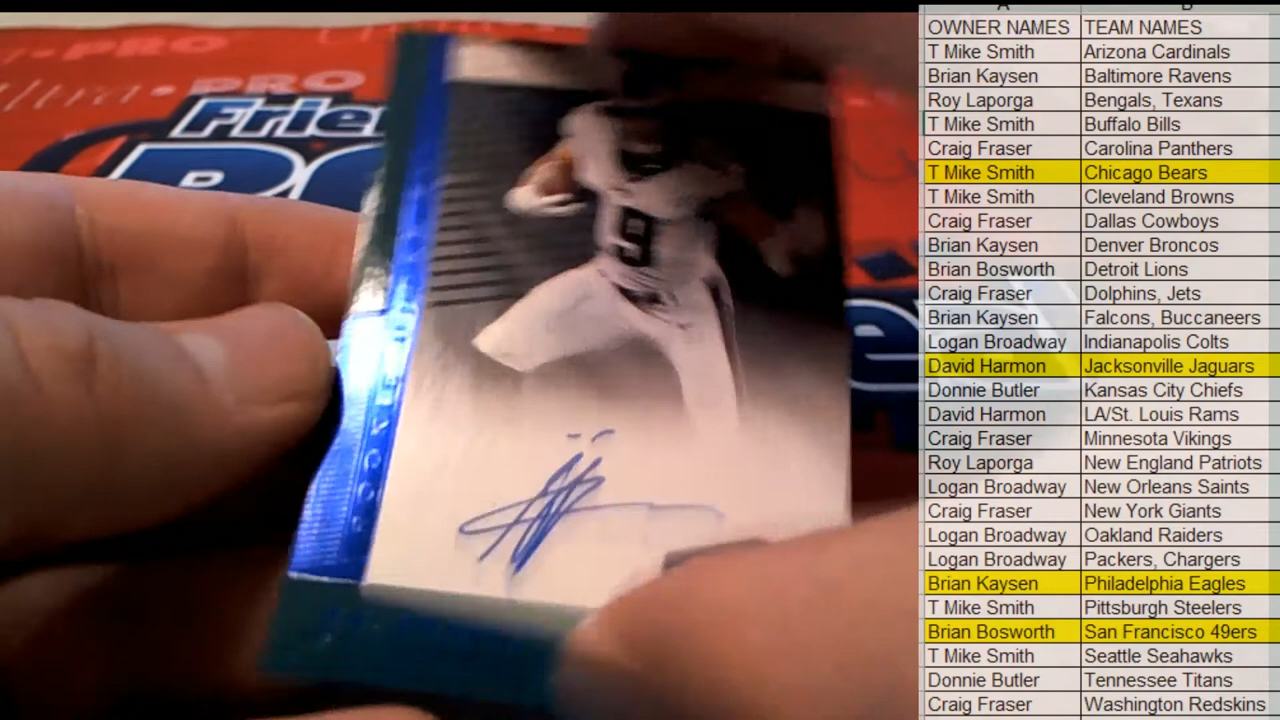 PRO
PRO
Frie
9
OWNER NAMES TEAM NAMES
T Mike Smith Arizona Cardinals
Brian Kaysen Baltimore Ravens
Roy Laporga Bengals, Texans
T Mike Smith Buffalo Bills
Craig Fraser Carolina Panthers
T Mike Smith Chicago Bears
T Mike Smith Cleveland Browns
Craig Fraser Dallas Cowboys
Brian Kaysen Denver Broncos
Brian Bosworth Detroit Lions
Craig Fraser Dolphins, Jets
Brian Kaysen Falcons, Buccaneers
Logan Broadway Indianapolis Colts
David Harmon Jacksonville Jaguars
Donnie Butler Kansas City Chiefs
David Harmon LA/St. Louis Rams
Craig Fraser Minnesota Vikings
Roy Laporga New England Patriots
Logan Broadway New Orleans Saints
Craig Fraser New York Giants
Logan Broadway Oakland Raiders
Logan Broadway Packers, Chargers
Brian Kaysen Philadelphia Eagles
T Mike Smith Pittsburgh Steelers
Brian Bosworth San Francisco 49ers
T Mike Smith Seattle Seahawks
Donnie Butler Tennessee Titans
Craig Fraser Washington Redskins